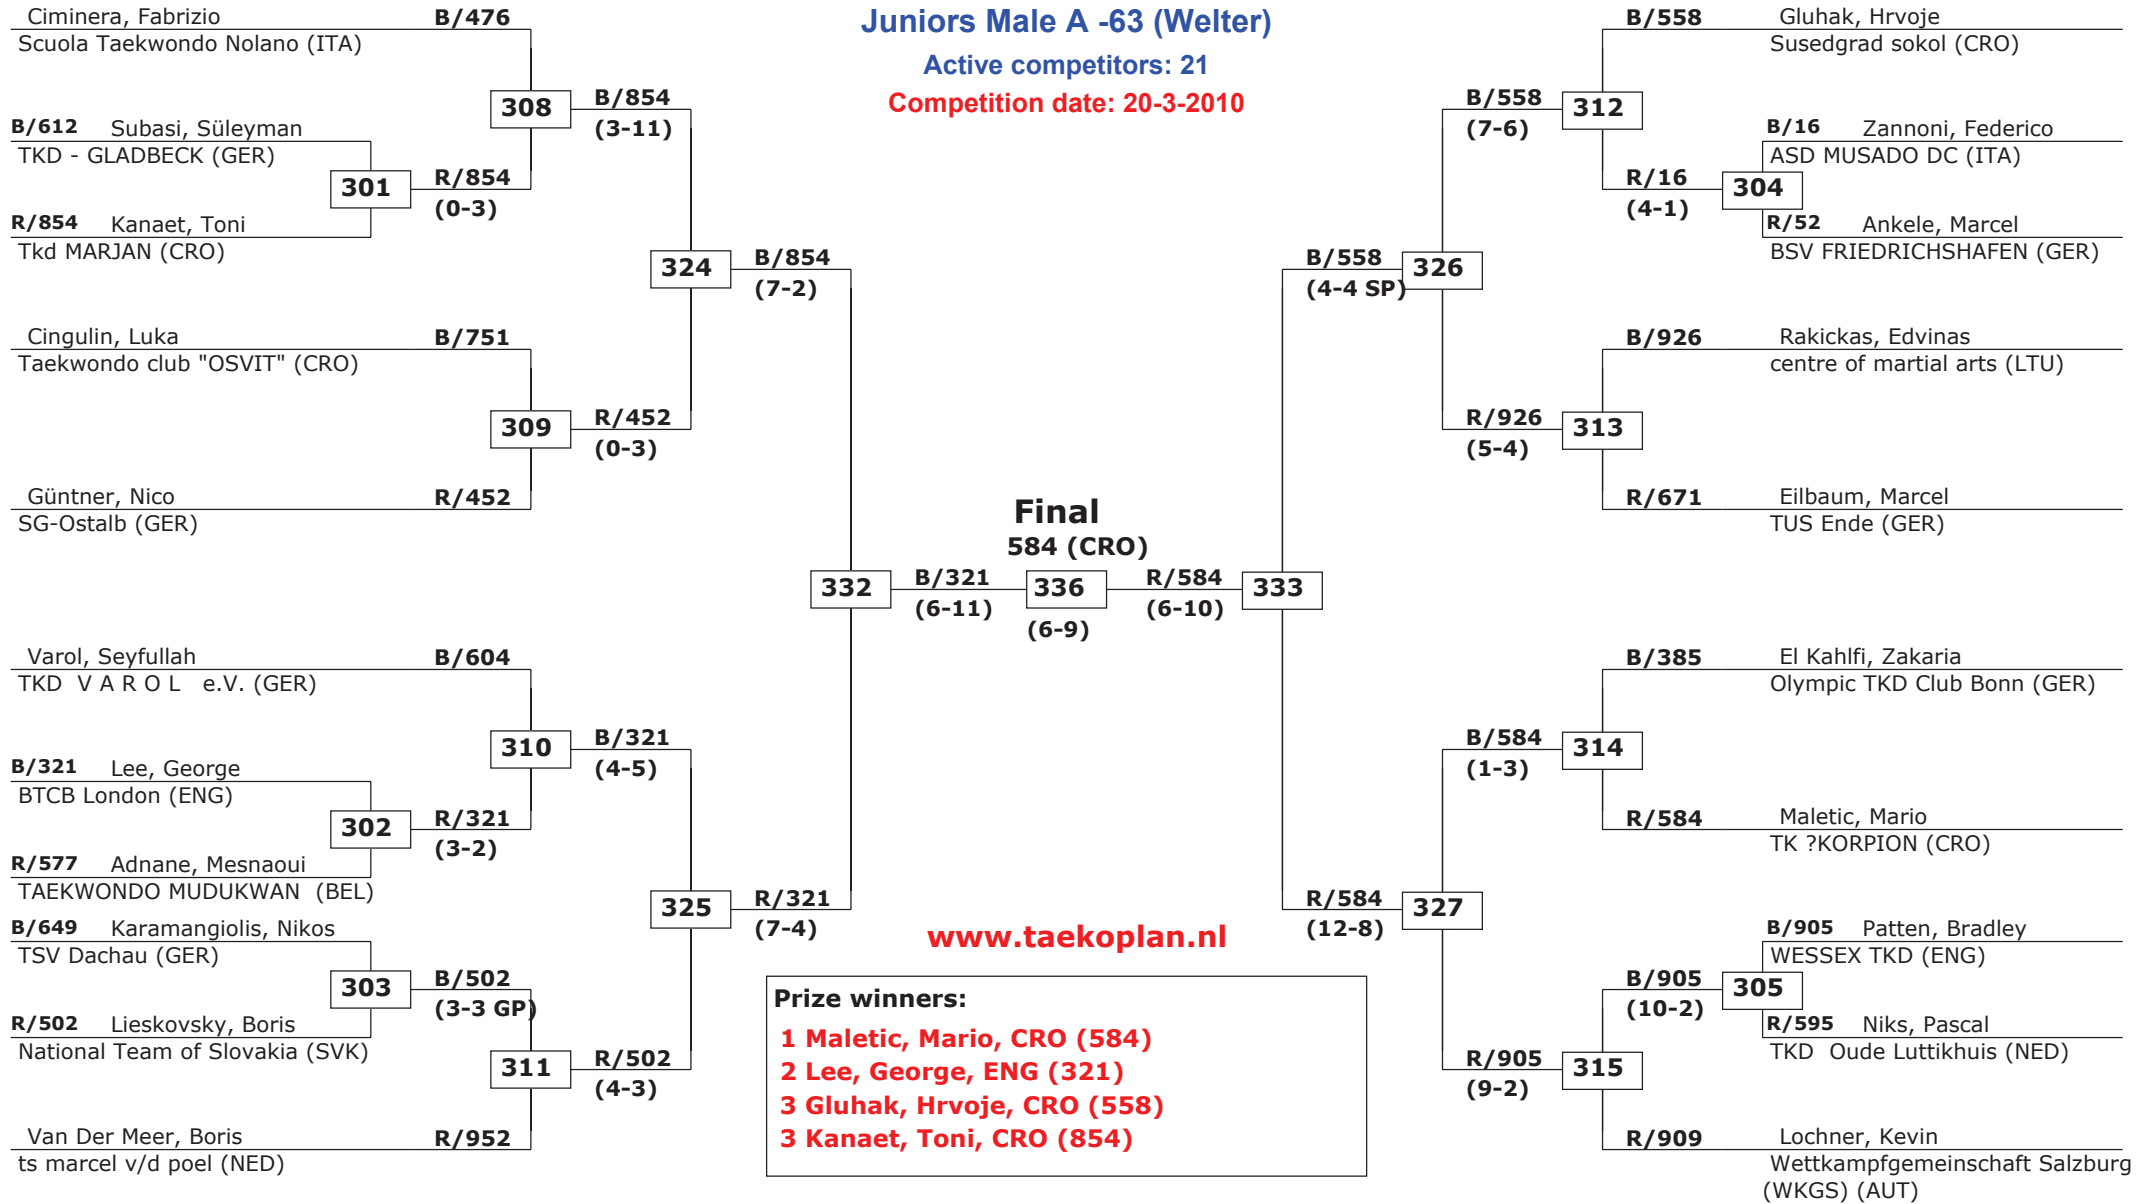 Juniors Male A -63 (Welter)
Active competitors: 21
Competition date: 20-3-2010
Ciminera, Fabrizio B/476
Scuola Taekwondo Nolano (ITA)
308
B/854
(3-11)
B/612 Subasi, Süleyman
TKD - GLADBECK (GER)
301
R/854
(0-3)
R/854 Kanaet, Toni
Tkd MARJAN (CRO)
324
B/854
(7-2)
Cingulin, Luka B/751
Taekwondo club "OSVIT" (CRO)
309
R/452
(0-3)
Güntner, Nico R/452
SG-Ostalb (GER)
332
B/321
(6-11)
Varol, Seyfullah B/604
TKD V A R O L e.V. (GER)
310
B/321
(4-5)
B/321 Lee, George
BTCB London (ENG)
302
R/321
(3-2)
R/577 Adnane, Mesnaoui
TAEKWONDO MUDUKWAN (BEL)
325
R/321
(7-4)
B/649 Karamangiolis, Nikos
TSV Dachau (GER)
303
B/502
(3-3 GP)
R/502 Lieskovsky, Boris
National Team of Slovakia (SVK)
311
R/502
(4-3)
Van Der Meer, Boris R/952
ts marcel v/d poel (NED)
Final
584 (CRO)
336
(6-9)
R/584
(6-10)
333
B/558 Gluhak, Hrvoje
Susedgrad sokol (CRO)
B/558
(7-6)
312
B/16 Zannoni, Federico
ASD MUSADO DC (ITA)
R/16
(4-1)
304
R/52 Ankele, Marcel
BSV FRIEDRICHSHAFEN (GER)
B/558
(4-4 SP)
326
B/926 Rakickas, Edvinas
centre of martial arts (LTU)
R/926
(5-4)
313
R/671 Eilbaum, Marcel
TUS Ende (GER)
B/385 El Kahlfi, Zakaria
Olympic TKD Club Bonn (GER)
B/584
(1-3)
314
R/584 Maletic, Mario
TK ?KORPION (CRO)
R/584
(12-8)
327
B/905 Patten, Bradley
WESSEX TKD (ENG)
B/905
(10-2)
305
R/595 Niks, Pascal
TKD Oude Luttikhuis (NED)
R/905
(9-2)
315
R/909 Lochner, Kevin
Wettkampfgemeinschaft Salzburg
(WKGS) (AUT)
www.taekoplan.nl
Prize winners:
1 Maletic, Mario, CRO (584)
2 Lee, George, ENG (321)
3 Gluhak, Hrvoje, CRO (558)
3 Kanaet, Toni, CRO (854)